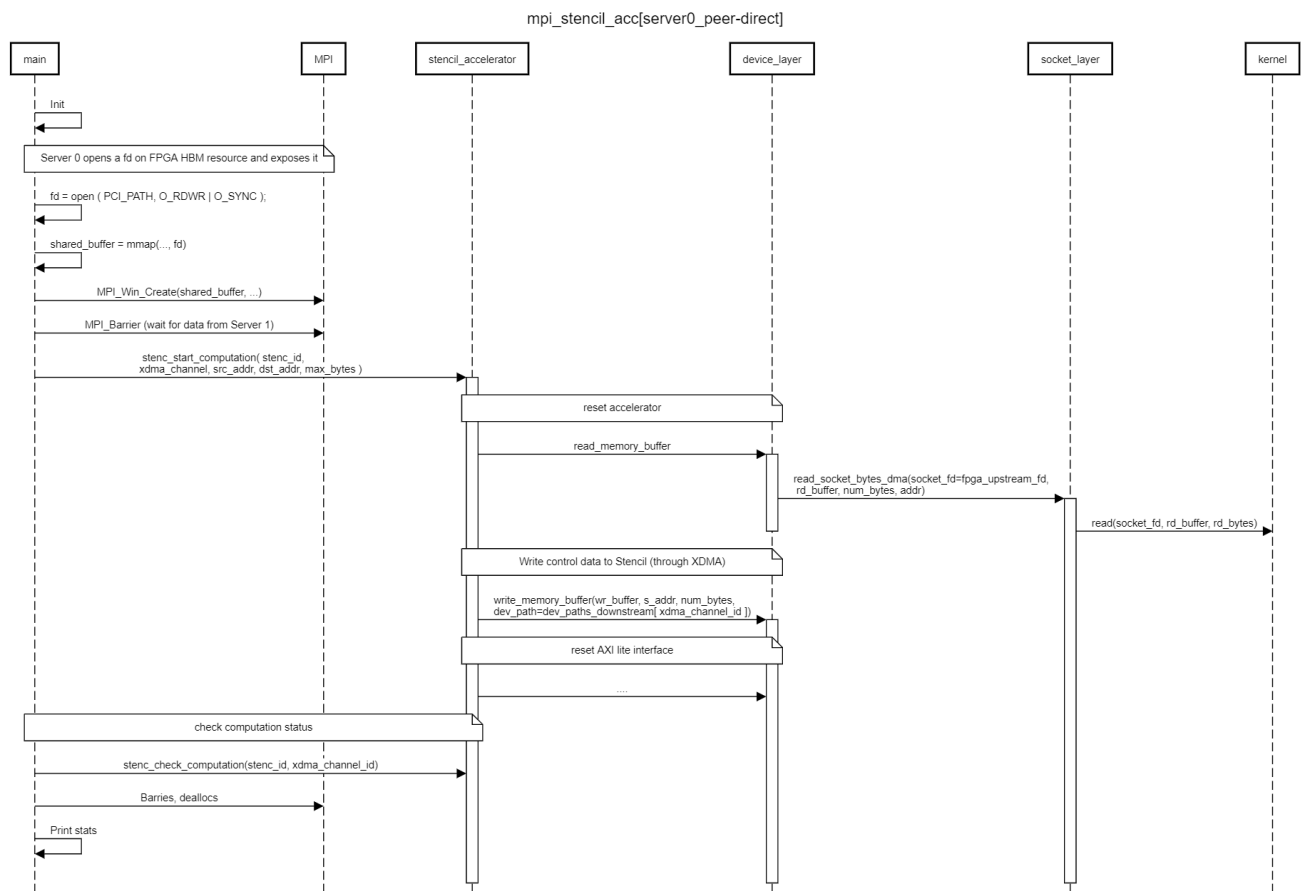 mpi_stencil_acc[server0_peer-direct]
main
MPI
stencil_accelerator
device_layer
socket_layer
kernel
Init
Server 0 opens a fd on FPGA HBM resource and exposes it
fd = open ( PCI_PATH, O_RDWR | O_SYNC );
shared_buffer = mmap(..., fd)
MPI_Win_Create(shared_buffer, ...)
MPI_Barrier (wait for data from Server 1)
stenc_start_computation( stenc_id,
xdma_channel, src_addr, dst_addr, max_bytes )
reset accelerator
read_memory_buffer
read_socket_bytes_dma(socket_fd=fpga_upstream_fd,
rd_buffer, num_bytes, addr)
read(socket_fd, rd_buffer, rd_bytes)
Write control data to Stencil (through XDMA)
write_memory_buffer(wr_buffer, s_addr, num_bytes,
dev_path=dev_paths_downstream[ xdma_channel_id ])
reset AXI lite interface
....
check computation status
stenc_check_computation(stenc_id, xdma_channel_id)
Barries, deallocs
Print stats